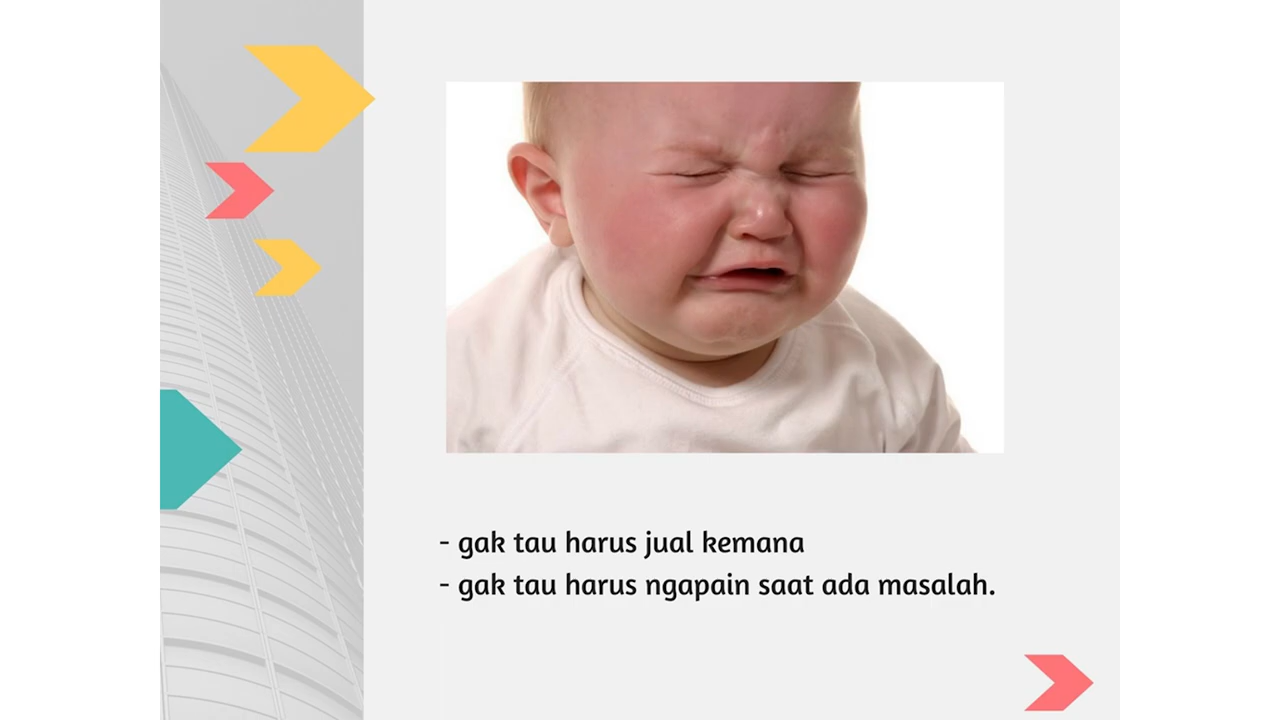 - gak tau harus jual kemana
- gak tau harus ngapain saat ada masalah.